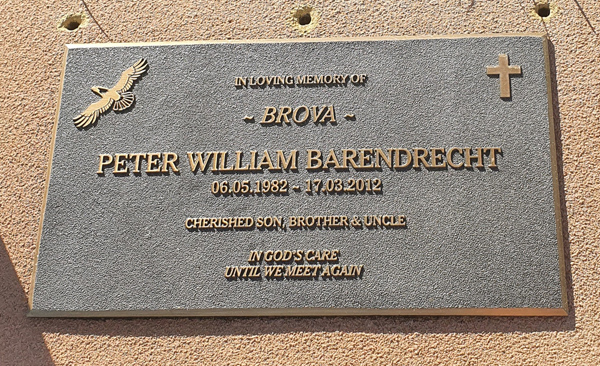 IN LOVING MEMORY OF
~ BROVA ~
PETER WILLIAM BARENDRECHT
06.05.1982 ~ 17.03.2012
CHERISHED SON, BROTHER & UNCLE
IN GOD'S CARE
UNTIL WE MEET AGAIN